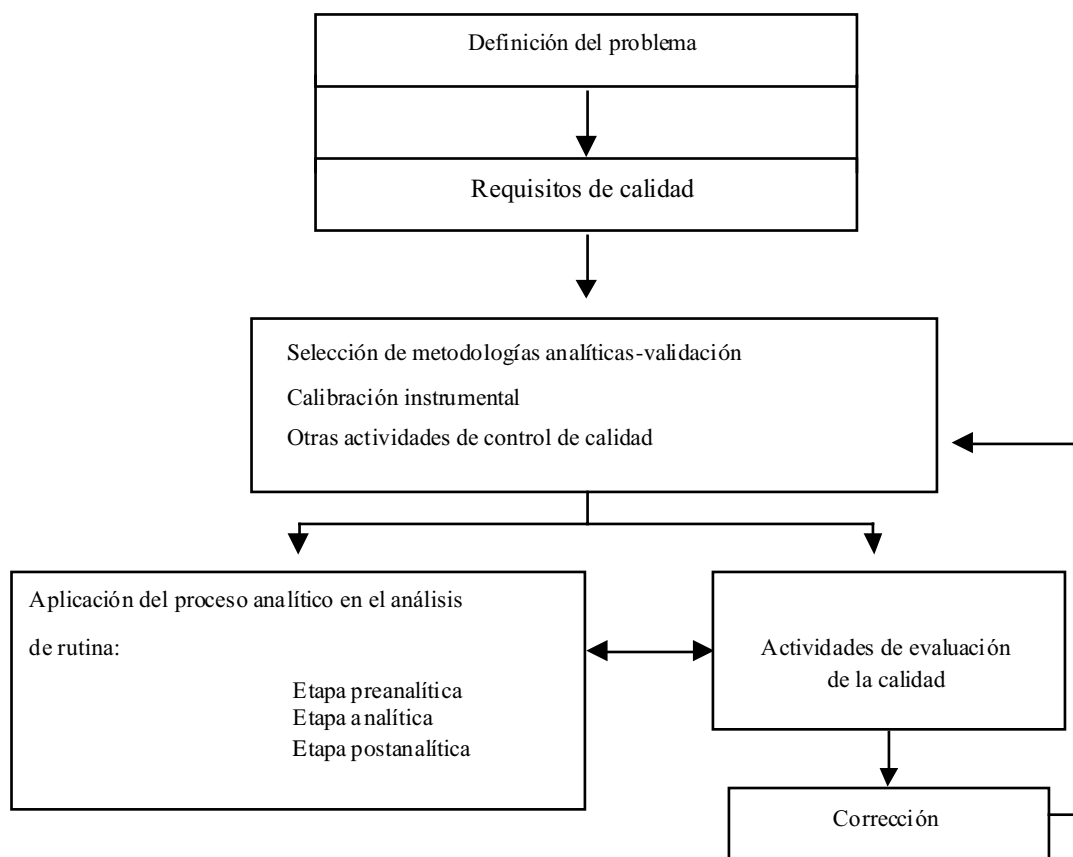 Definición del problema
Requisitos de calidad
Selección de metodologías analíticas-validación
Calibración instrumental
Otras actividades de control de calidad
Aplicación del proceso analítico en el análisis
de rutina:
Etapa preanalítica
Etapa analítica
Etapa postanalítica
Actividades de evaluación
de la calidad
Corrección